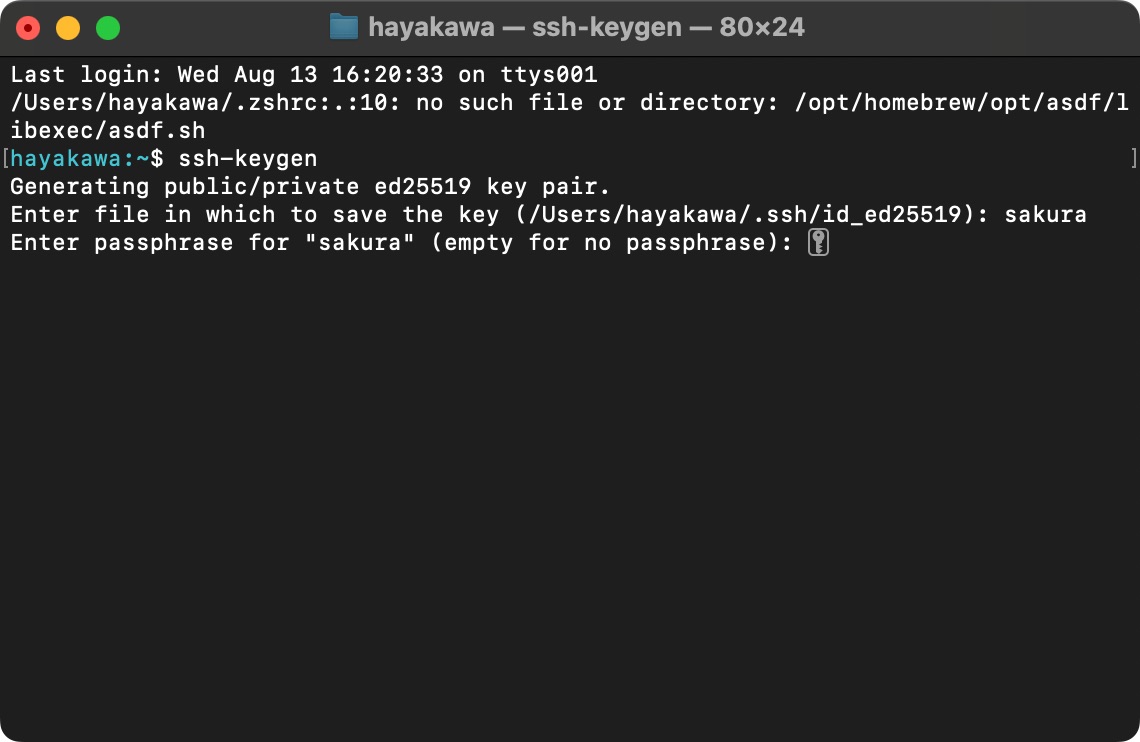 hayakawa — ssh-keygen — 80×24
Last login: Wed Aug 13 16:20:33 on ttys001
/Users/hayakawa/.zshrc:.:10: no such file or directory: /opt/homebrew/opt/asdf/l
ibexec/asdf.sh
[hayakawa:~$ ssh-keygen ]
Generating public/private ed25519 key pair.
Enter file in which to save the key (/Users/hayakawa/.ssh/id_ed25519): sakura
Enter passphrase for "sakura" (empty for no passphrase):